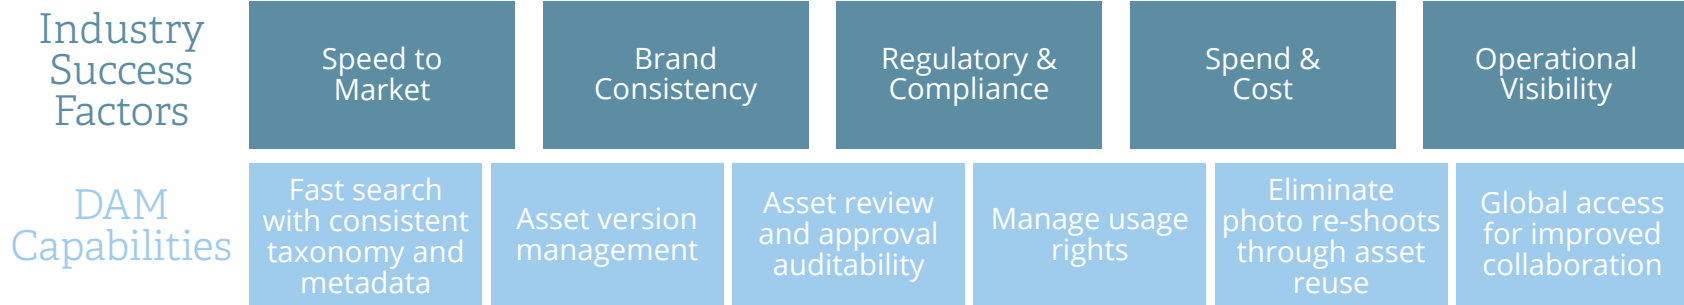 Industry
Success
Factors
Speed to
Market
Brand
Consistency
Regulatory &
Compliance
Spend &
Cost
Operational
Visibility
DAM
Capabilities
Fast search
with consistent
taxonomy and
metadata
Asset version
management
Asset review
and approval
auditability
Manage usage
rights
Eliminate
photo re-shoots
through asset
reuse
Global access
for improved
collaboration